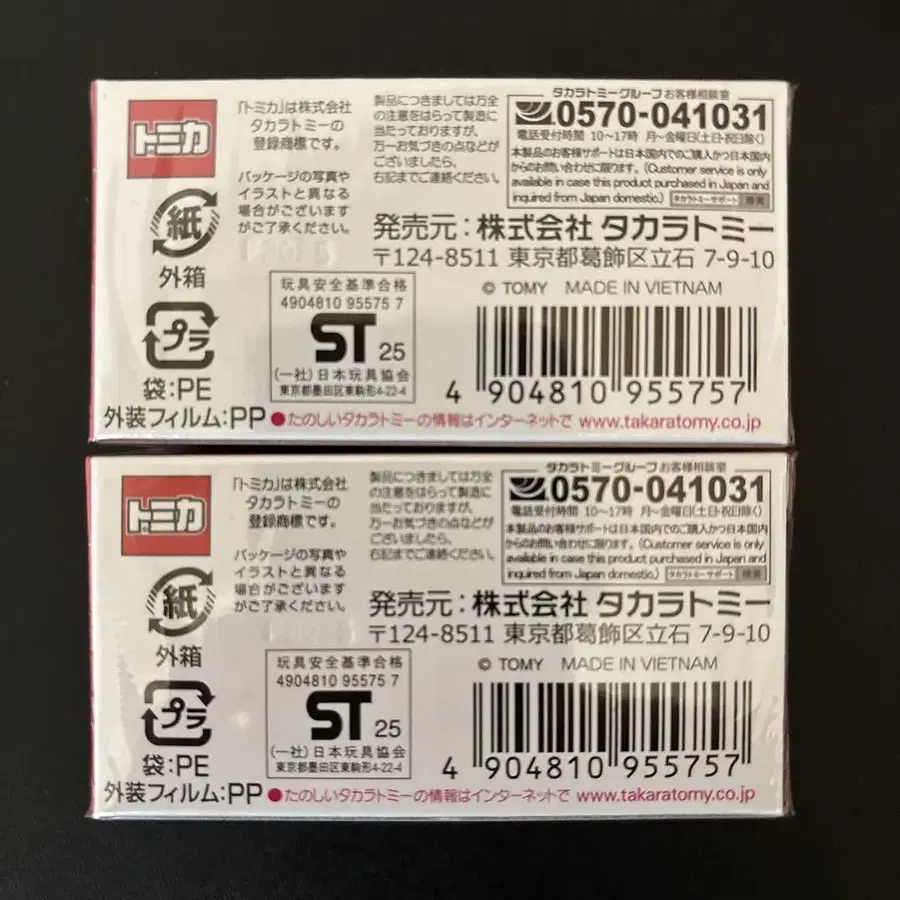 トミカ
「トミカ」は株式会社
タカラトミーの
登録商標です。
パッケージの写真や
イラストと異なる
場合がございます
がご了承ください。
製品につきましては万全
の注意をはらって製造に
当たっておりますが、
万一お気づきの点などが
ございましたら、
右記までご連絡ください。
タカラトミーグループ お客様相談室
0570-041031
電話受付時間 10〜17時 月〜金曜日(土日・祝日除く)
本製品のお客様サポートは日本国内でのご購入かつ日本国内
からのお問い合わせに限ります。(Customer service is only
available in case this product purchased in Japan and
inquired from Japan domestic.) タカラトミーサポート 検索
発売元:株式会社 タカラトミー
〒124-8511 東京都葛飾区立石 7-9-10
紙
外箱
プラ
袋:PE
外装フィルム:PP
玩具安全基準合格
4904810 95575 7
ST 25
(一社)日本玩具協会
東京都墨田区東駒形4-22-4
© TOMY MADE IN VIETNAM
4 904810 955757
●たのしいタカラトミーの情報はインターネットで www.takaratomy.co.jp
トミカ
「トミカ」は株式会社
タカラトミーの
登録商標です。
パッケージの写真や
イラストと異なる
場合がございます
がご了承ください。
製品につきましては万全
の注意をはらって製造に
当たっておりますが、
万一お気づきの点などが
ございましたら、
右記までご連絡ください。
タカラトミーグループ お客様相談室
0570-041031
電話受付時間 10〜17時 月〜金曜日(土日・祝日除く)
本製品のお客様サポートは日本国内でのご購入かつ日本国内
からのお問い合わせに限ります。(Customer service is only
available in case this product purchased in Japan and
inquired from Japan domestic.) タカラトミーサポート 検索
発売元:株式会社 タカラトミー
〒124-8511 東京都葛飾区立石 7-9-10
紙
外箱
プラ
袋:PE
外装フィルム:PP
玩具安全基準合格
4904810 95575 7
ST 25
(一社)日本玩具協会
東京都墨田区東駒形4-22-4
© TOMY MADE IN VIETNAM
4 904810 955757
●たのしいタカラトミーの情報はインターネットで www.takaratomy.co.jp